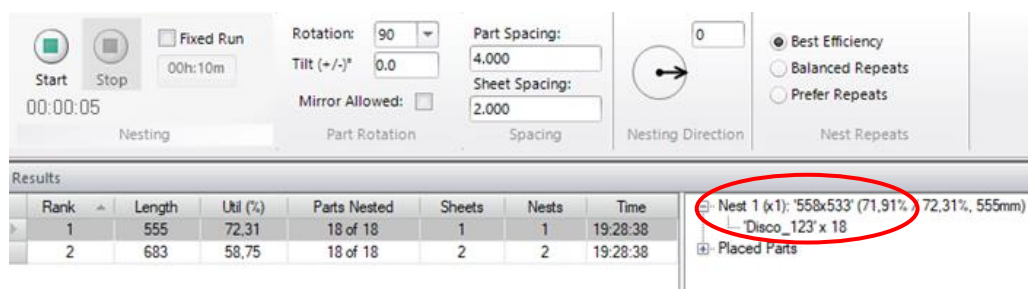 Start
Stop
00:00:05
Fixed Run
00h:10m
Nesting
Rotation: 90
Tilt (+/-)° 0.0
Mirror Allowed:
Part Rotation
Part Spacing:
4.000
Sheet Spacing:
2.000
Spacing
0
Nesting Direction
Best Efficiency
Balanced Repeats
Prefer Repeats
Nest Repeats
Results
Rank Length Util (%) Parts Nested Sheets Nests Time
1 555 72,31 18 of 18 1 1 19:28:38
2 683 58,75 18 of 18 2 2 19:28:38
Nest 1 (x1): '558x533' (71,91% / 72,31%, 555mm)
'Disco_123' x 18
Placed Parts